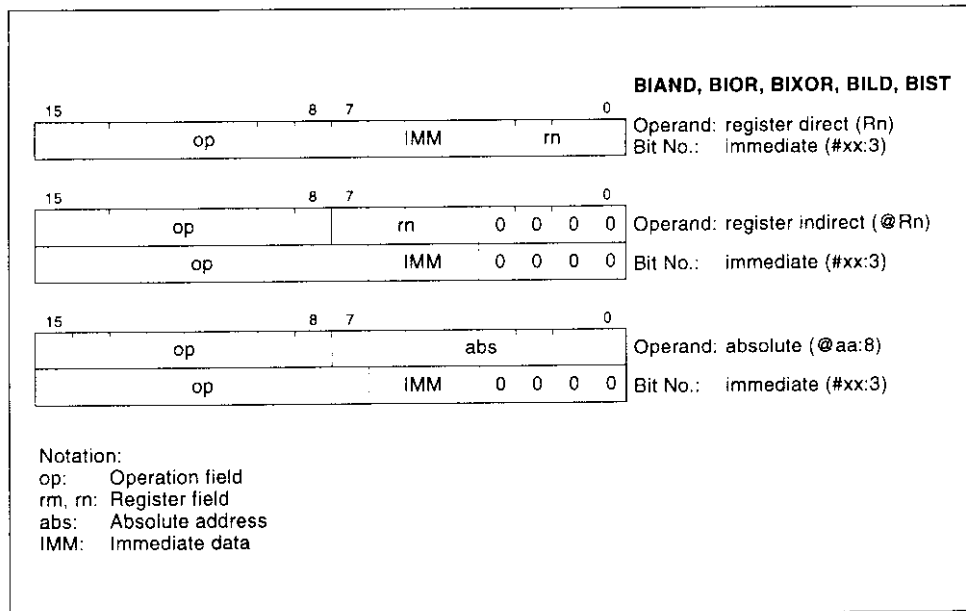 BIAND, BIOR, BIXOR, BILD, BIST
15 8 7 0
op IMM rn
Operand: register direct (Rn)
Bit No.: immediate (#xx:3)
15 8 7 0
op rn 0 0 0 0
Operand: register indirect (@Rn)
op IMM 0 0 0 0
Bit No.: immediate (#xx:3)
15 8 7 0
op abs
Operand: absolute (@aa:8)
op IMM 0 0 0 0
Bit No.: immediate (#xx:3)
Notation:
op: Operation field
rm, rn: Register field
abs: Absolute address
IMM: Immediate data